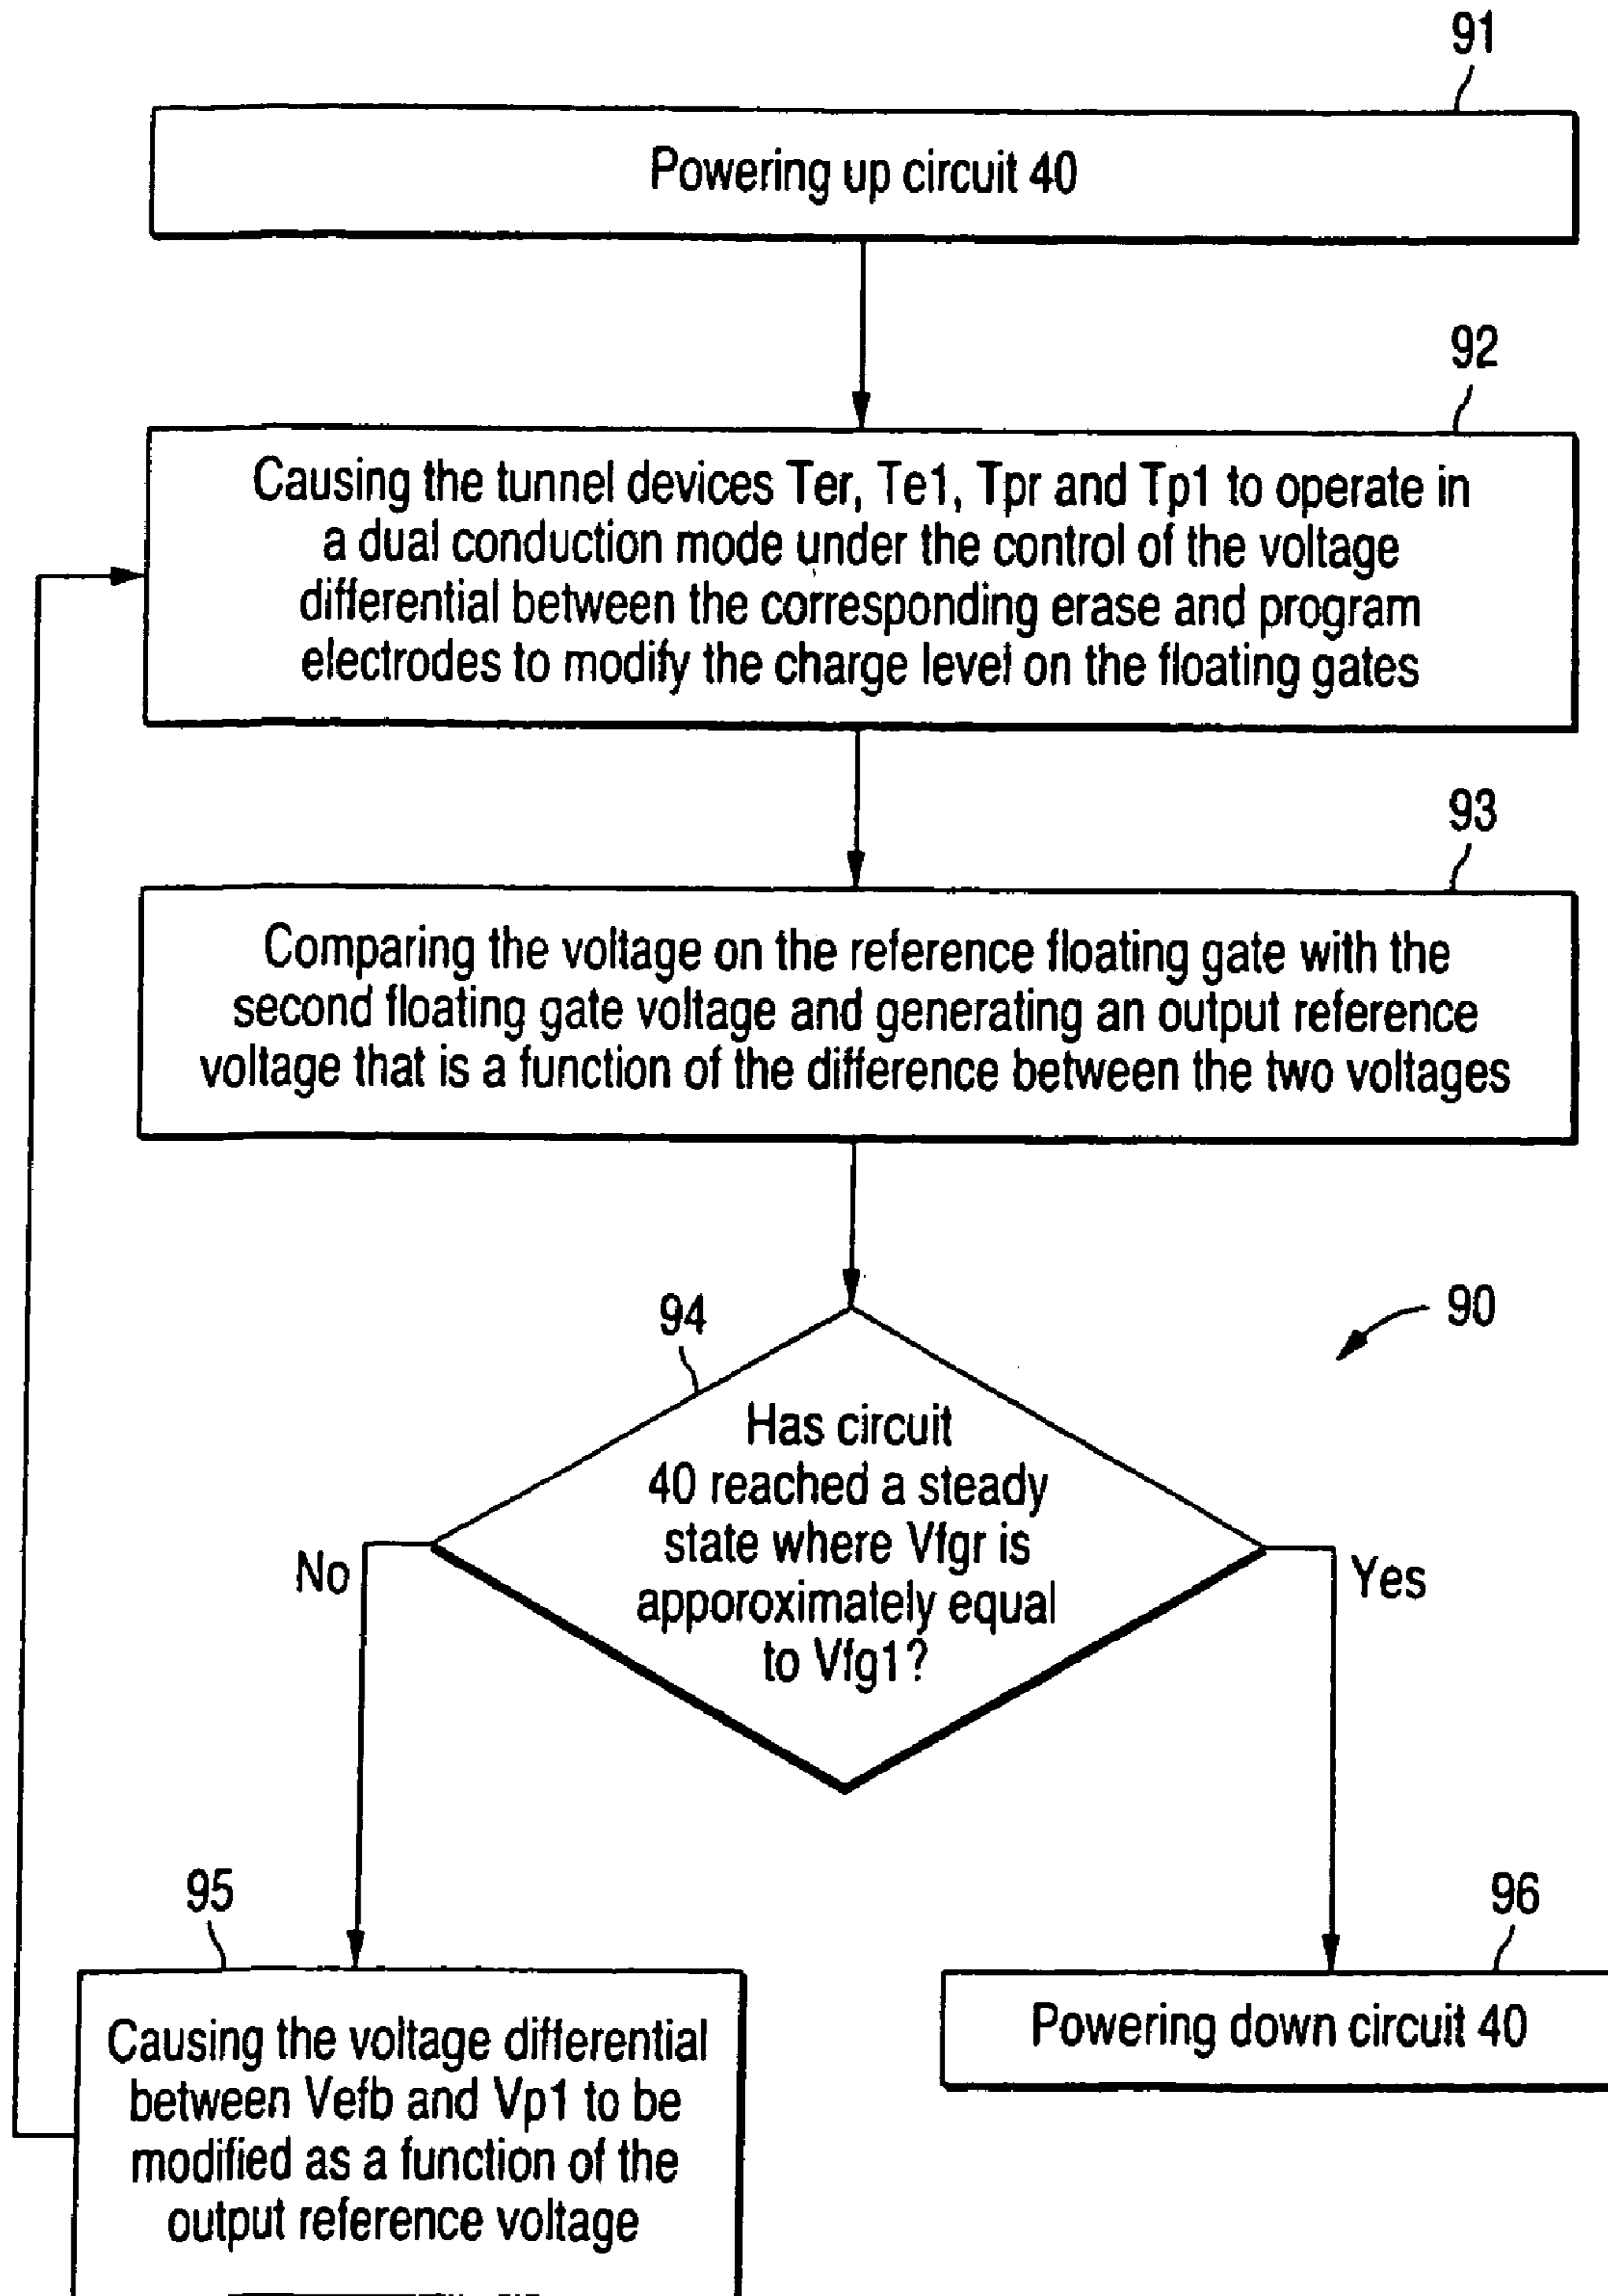 91
Powering up circuit 40
92
Causing the tunnel devices Ter, Te1, Tpr and Tp1 to operate in
a dual conduction mode under the control of the voltage
differential between the corresponding erase and program
electrodes to modify the charge level on the floating gates
93
Comparing the voltage on the reference floating gate with the
second floating gate voltage and generating an output reference
voltage that is a function of the difference between the two voltages
90
94
Has circuit
40 reached a steady
state where Vfgr is
apporoximately equal
to Vfg1?
No
Yes
95
Causing the voltage differential
between Vefb and Vp1 to be
modified as a function of the
output reference voltage
96
Powering down circuit 40